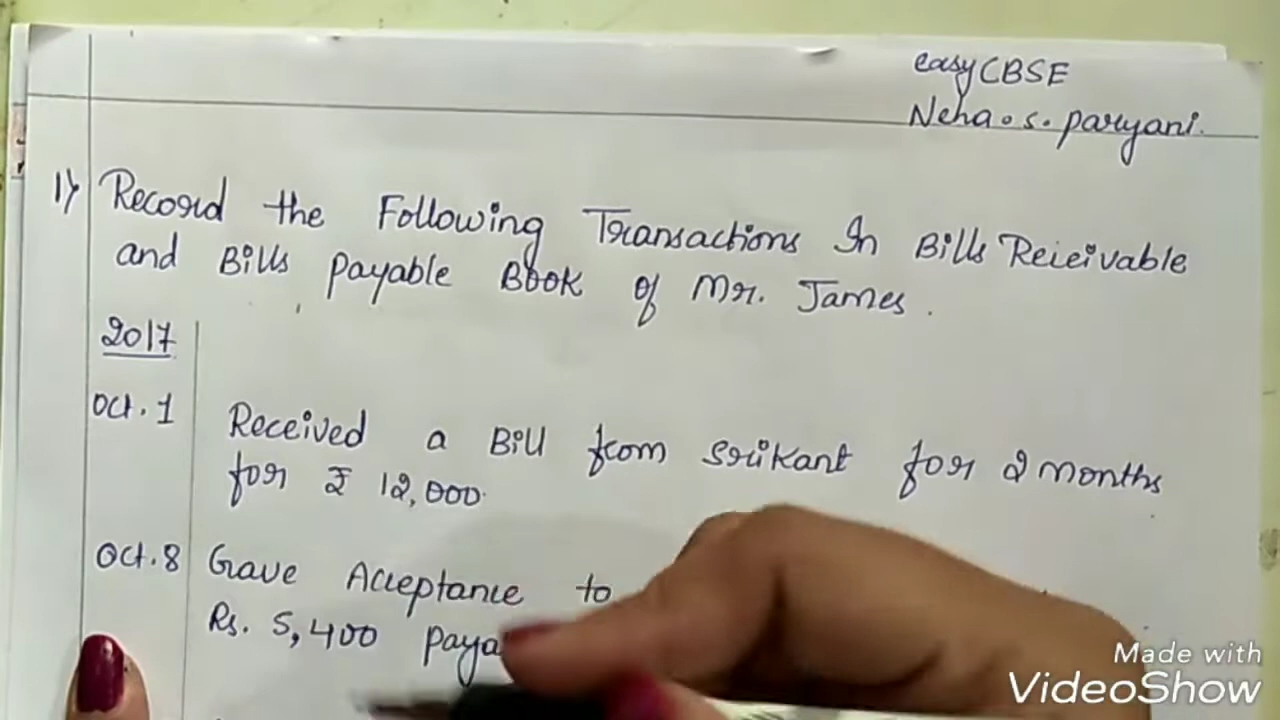 easyCBSE
Neha.s.paryani.
1) Record the Following Transactions In Bills Receivable
and Bills Payable Book of Mr. James.
2017
Oct.1 Received a Bill from Srikant for 2 Months
for ₹ 12,000.
Oct.8 Gave Acceptance to
Rs. 5,400
Made with
VideoShow